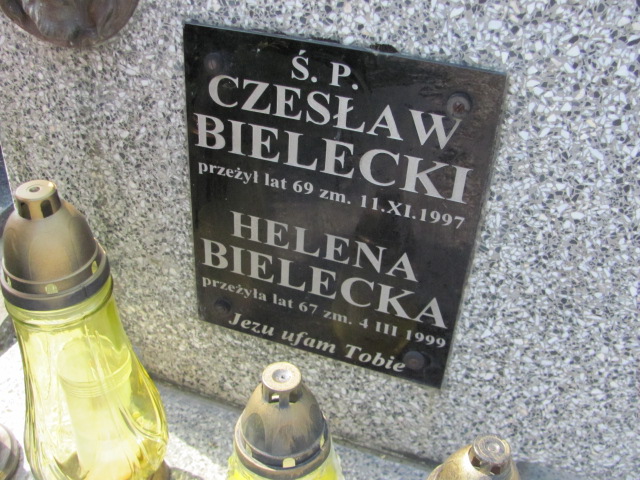 Ś. P.
CZESŁAW
BIELECKI
przeżył lat 69 zm. 11.XI.1997
HELENA
BIELECKA
przeżyła lat 67 zm. 4 III 1999
Jezu ufam Tobie